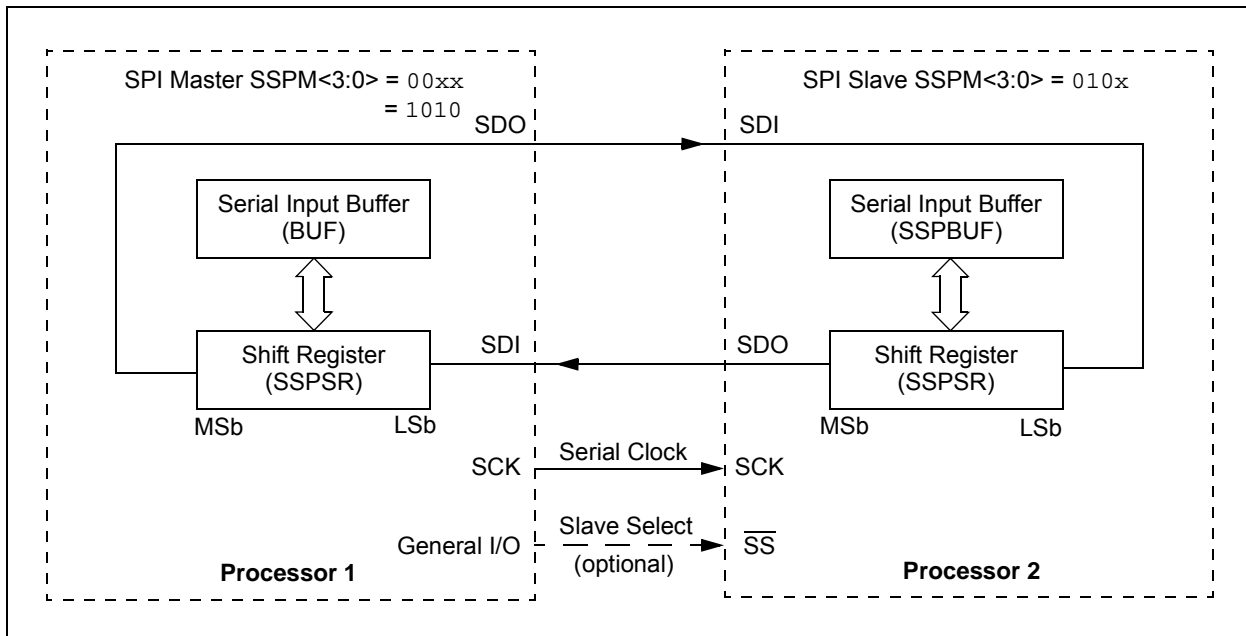 SPI Master SSPM<3:0> = 00xx
= 1010
SDO
Serial Input Buffer
(BUF)
SDI
Shift Register
(SSPSR)
MSb
LSb
SCK
General I/O
Processor 1
Serial Clock
Slave Select
(optional)
SPI Slave SSPM<3:0> = 010x
SDI
Serial Input Buffer
(SSPBUF)
SDO
Shift Register
(SSPSR)
MSb
LSb
SCK
S̅S̅
Processor 2